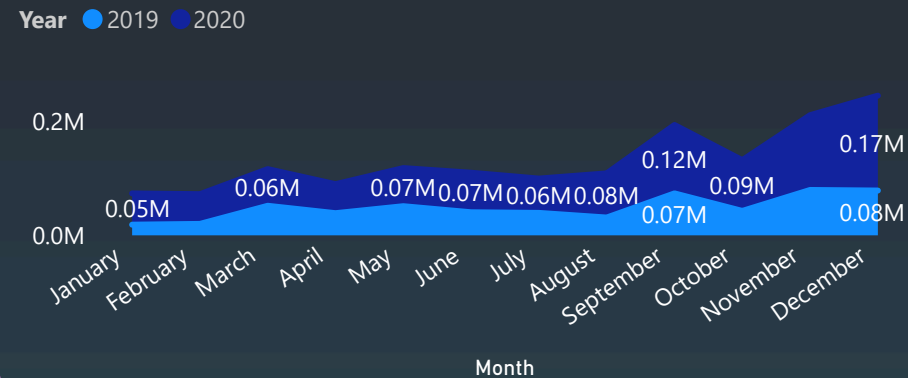 Year 2019 2020
0.2M
0.17M
0.12M
0.06M 0.07M 0.07M 0.06M 0.08M 0.09M
0.05M
0.07M 0.08M
0.0M
January February March April May June July August September October November December
Month